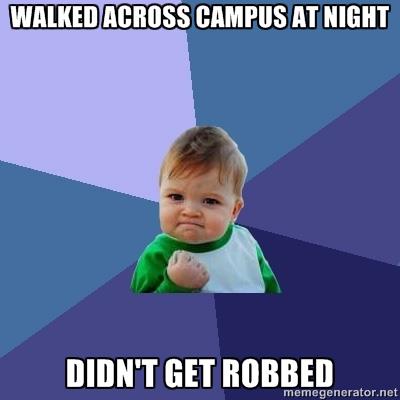 WALKED ACROSS CAMPUS AT NIGHT
DIDN'T GET ROBBED
memegenerator.net